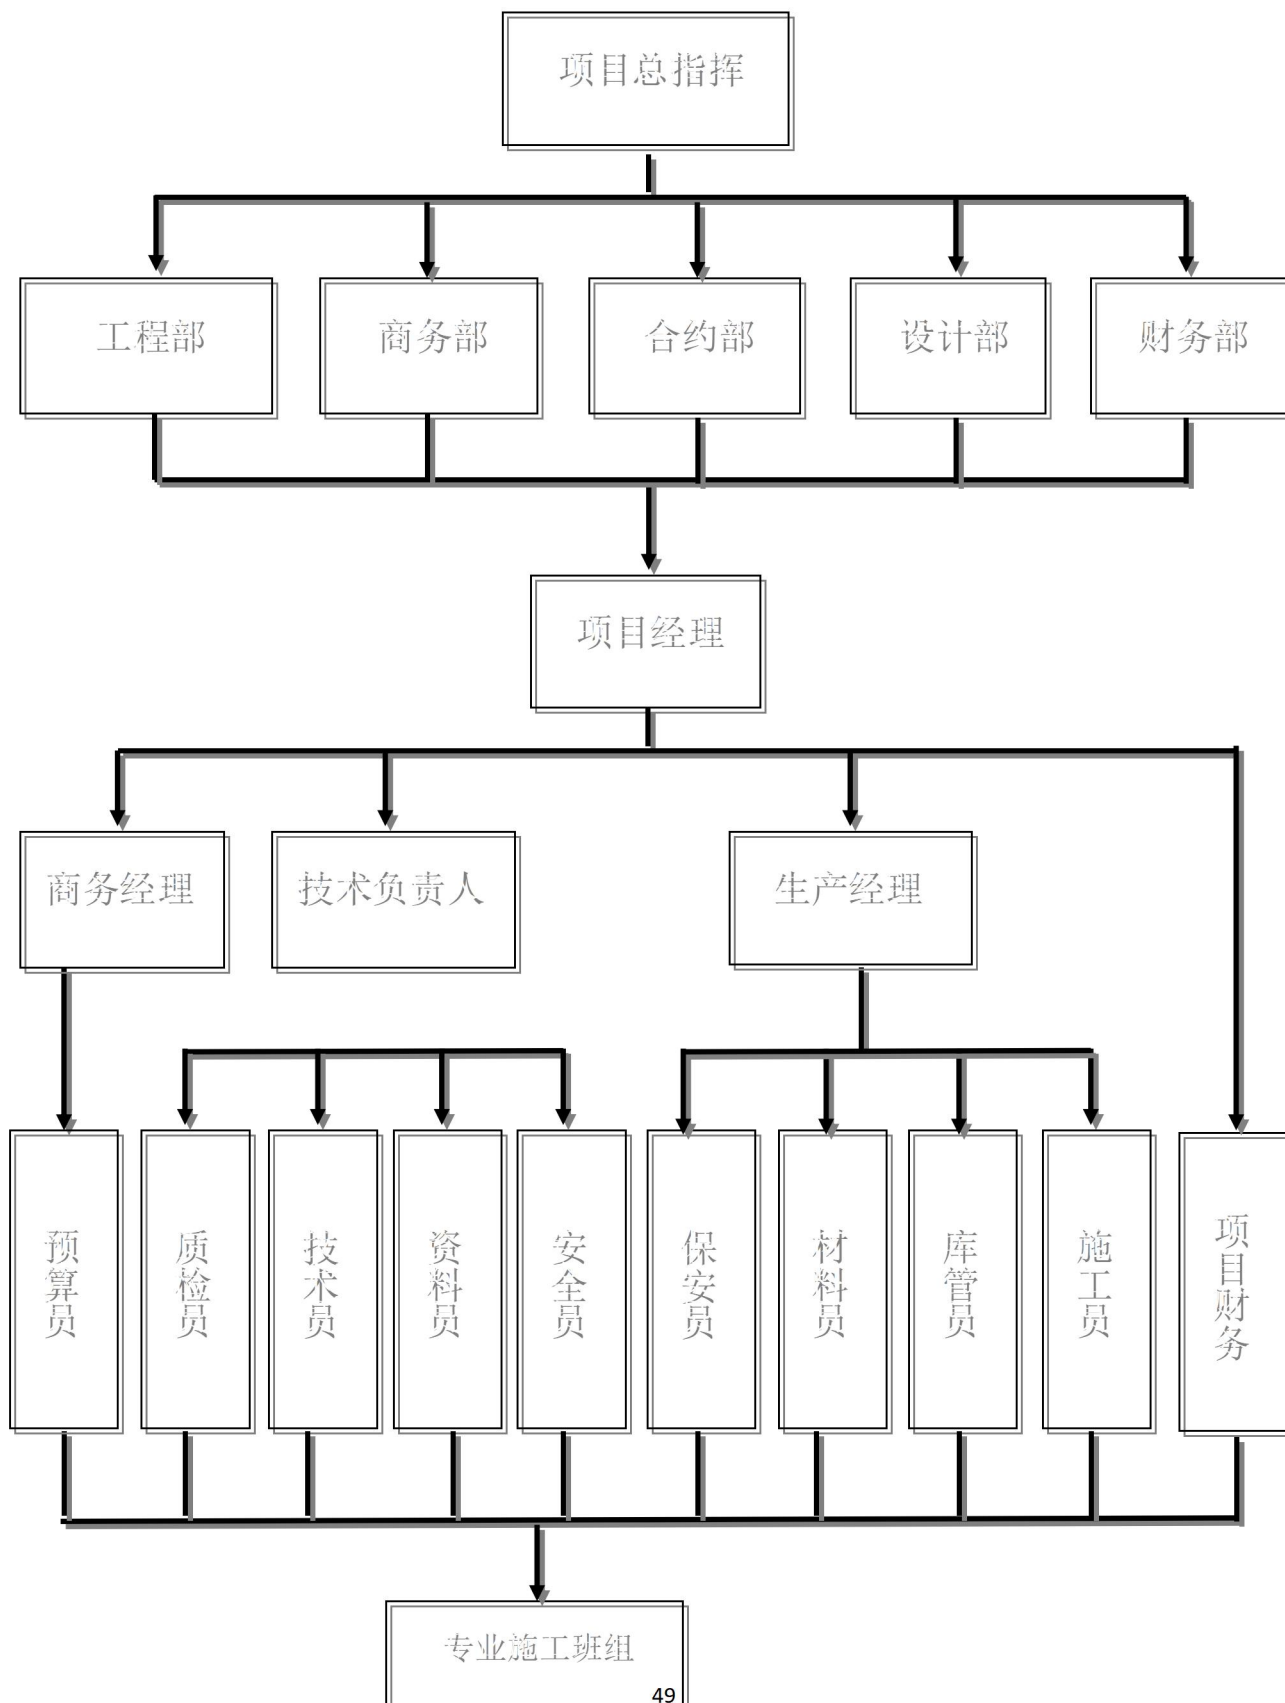 项目总指挥
工程部
商务部
合约部
设计部
财务部
项目经理
商务经理
技术负责人
生产经理
预算员
质检员
技术员
资料员
安全员
保安员
材料员
库管员
施工员
项目财务
专业施工班组
49